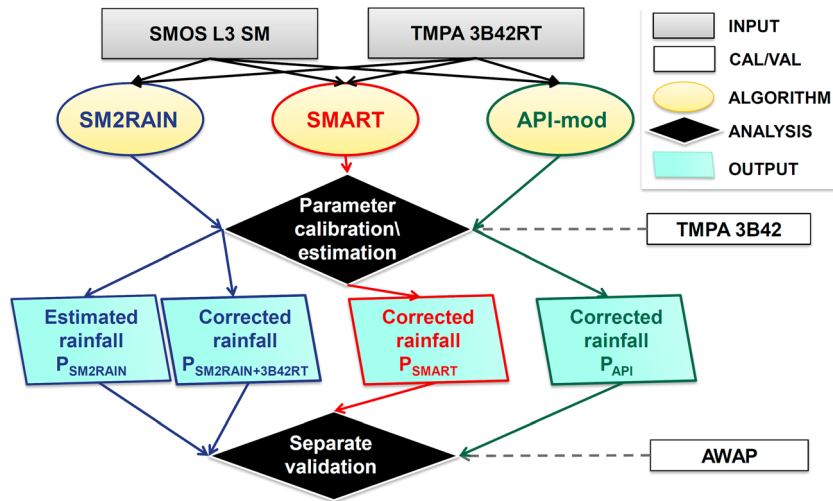 SMOS L3 SM
TMPA 3B42RT
INPUT
CAL/VAL
ALGORITHM
ANALYSIS
OUTPUT
SM2RAIN
SMART
API-mod
Parameter
calibration\
estimation
TMPA 3B42
Estimated
rainfall
PSM2RAIN
Corrected
rainfall
PSM2RAIN+3B42RT
Corrected
rainfall
PSMART
Corrected
rainfall
PAPI
Separate
validation
AWAP